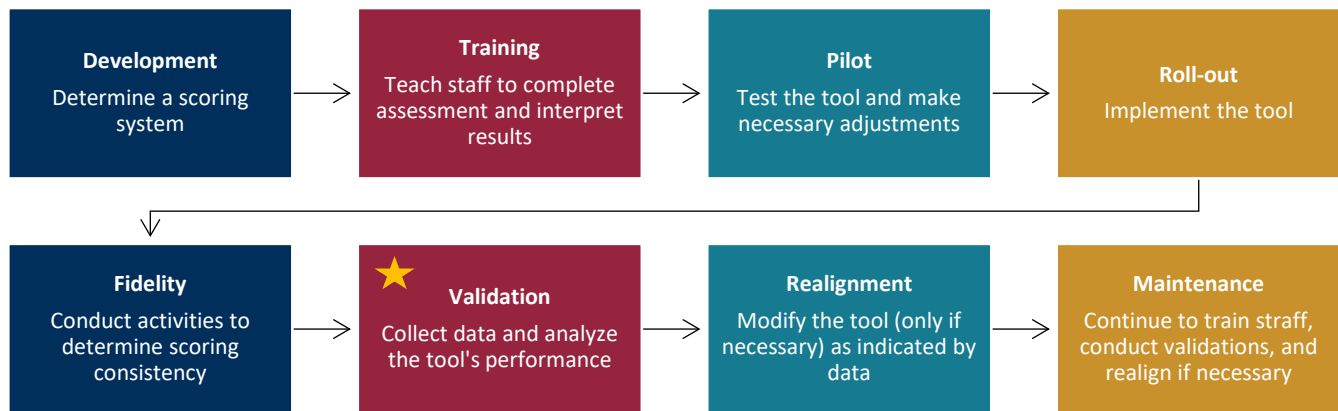 Development
Determine a scoring
system
Training
Teach staff to complete
assessment and interpret
results
Pilot
Test the tool and make
necessary adjustments
Roll-out
Implement the tool
Fidelity
Conduct activities to
determine scoring
consistency
Validation
Collect data and analyze
the tool's performance
Realignment
Modify the tool (only if
necessary) as indicated by
data
Maintenance
Continue to train straff,
conduct validations, and
realign if necessary